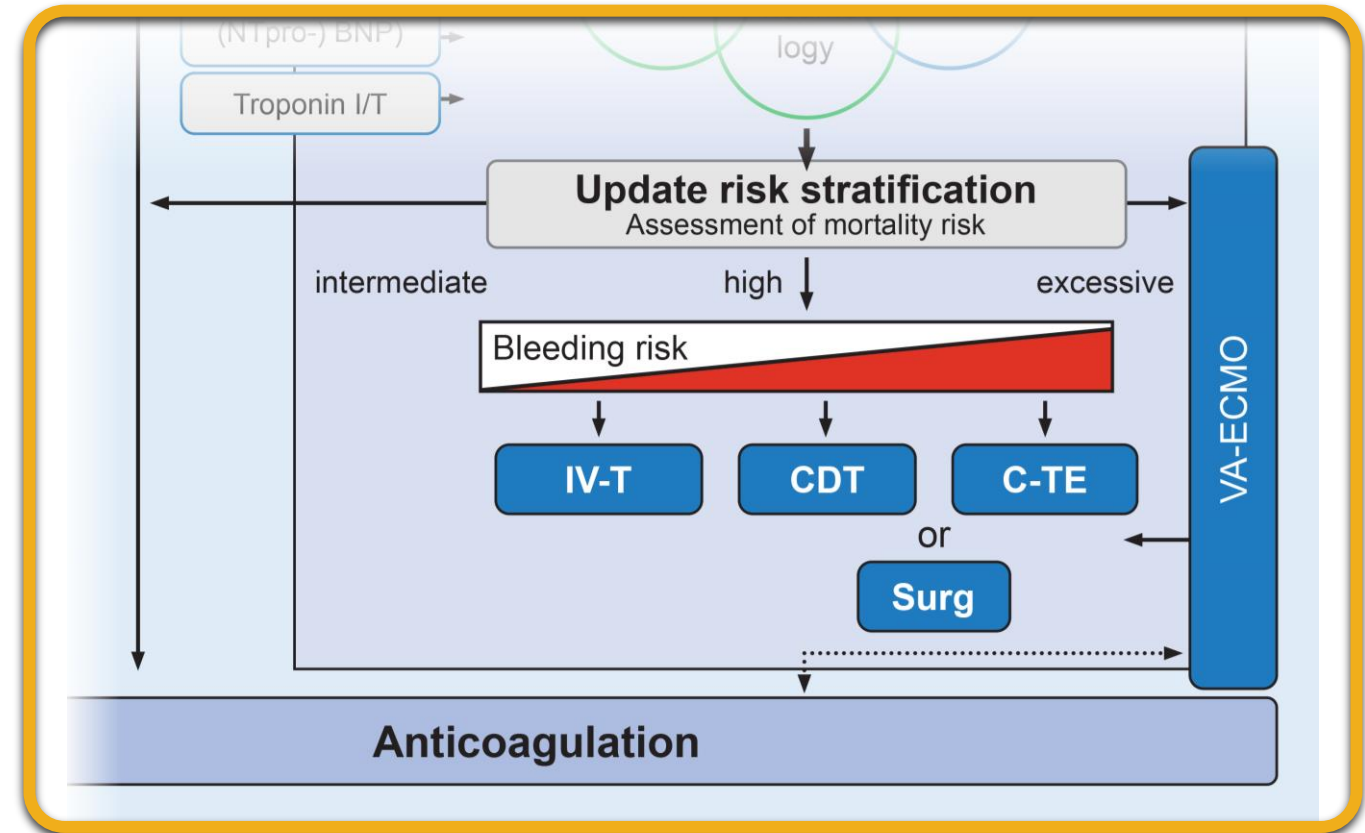 (NTpro-) BNP)
logy
Troponin I/T
Update risk stratification
Assessment of mortality risk
intermediate
high
excessive
Bleeding risk
IV-T
CDT
C-TE
or
Surg
VA-ECMO
Anticoagulation